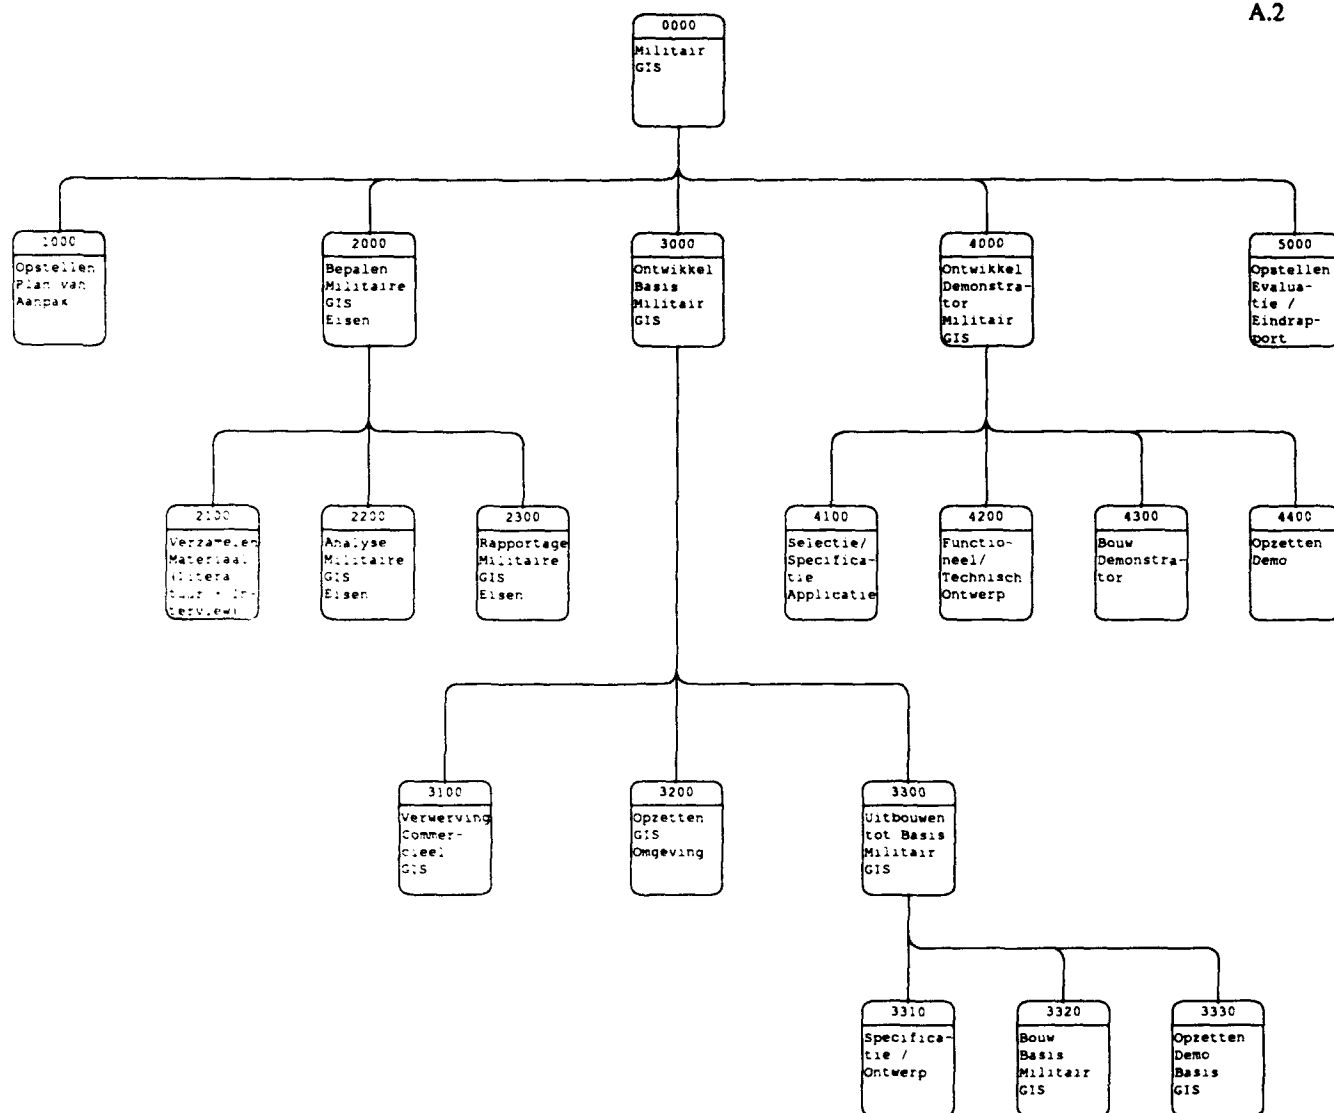 A.2
0000
Militair
GIS
1000
Opstellen
Plan van
Aanpak
2000
Bepalen
Militaire
GIS
Eisen
3000
Ontwikkel
Basis
Militair
GIS
4000
Ontwikkel
Demonstra-
tor
Militair
GIS
5000
Opstellen
Evalua-
tie /
Eindrap-
port
2100
Verzamelen
Materiaal
(litera
tuur + in-
terview)
2200
Analyse
Militaire
GIS
Eisen
2300
Rapportage
Militaire
GIS
Eisen
4100
Selectie/
Specifica-
tie
Applicatie
4200
Functio-
neel/
Technisch
Ontwerp
4300
Bouw
Demonstra-
tor
4400
Opzetten
Demo
3100
Verwerving
Commer-
cieel
GIS
3200
Opzetten
GIS
Omgeving
3300
Uitbouwen
tot Basis
Militair
GIS
3310
Specifica-
tie /
Ontwerp
3320
Bouw
Basis
Militair
GIS
3330
Opzetten
Demo
Basis
GIS